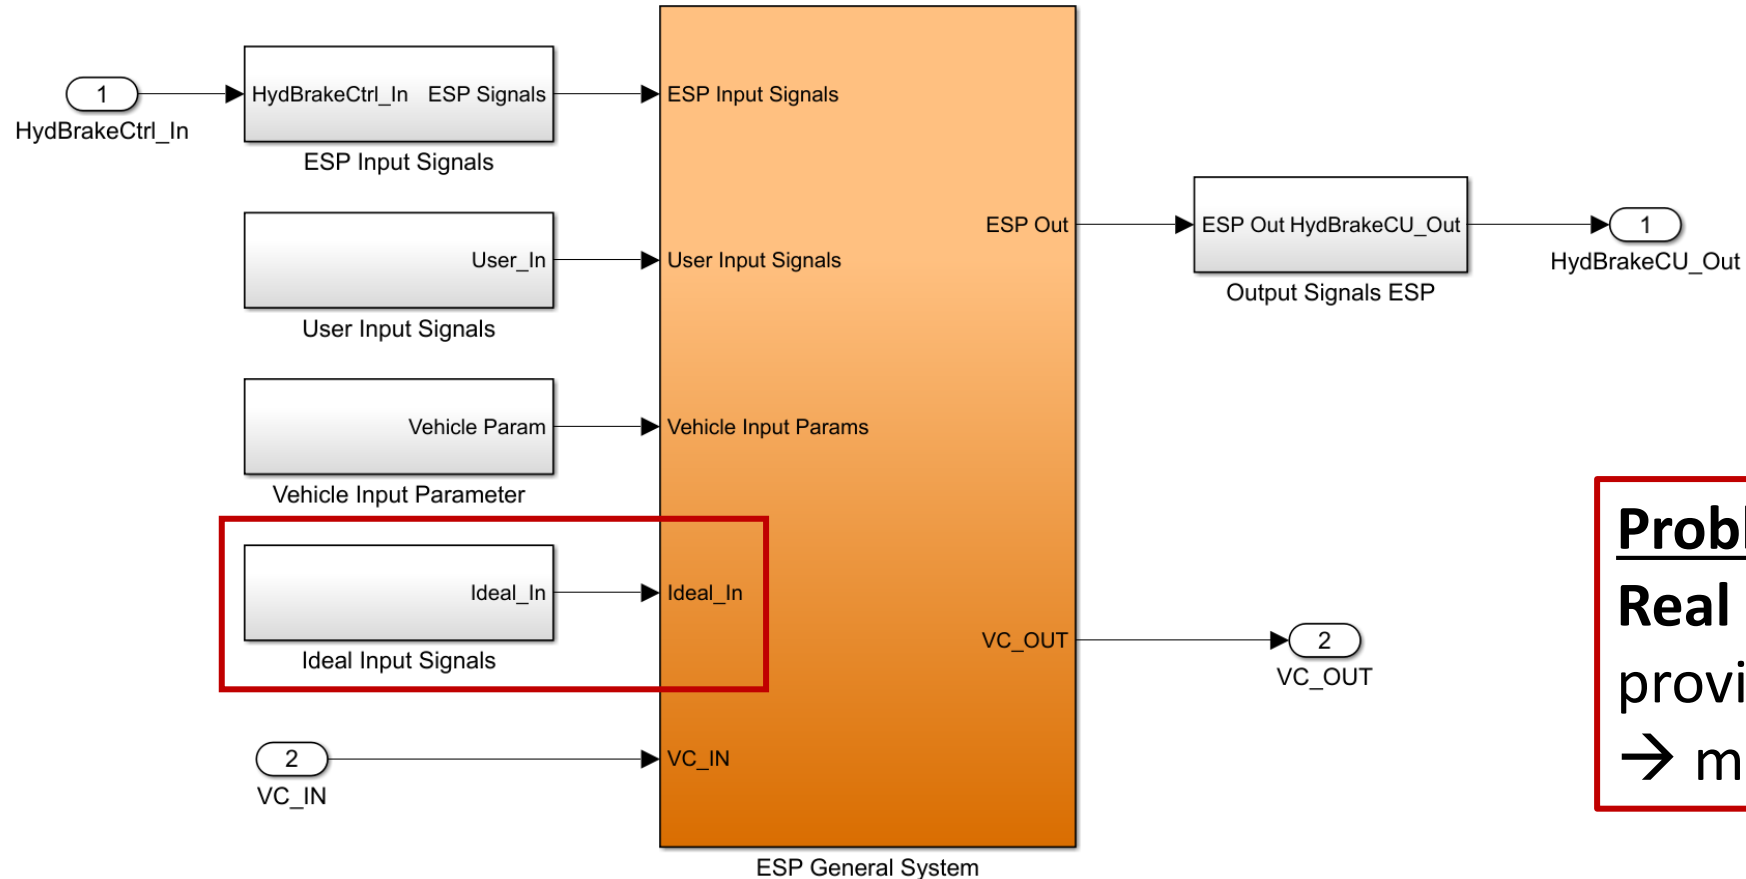 1
HydBrakeCtrl_In
HydBrakeCtrl_In ESP Signals
ESP Input Signals
User_In
User Input Signals
Vehicle Param
Vehicle Input Parameter
Ideal_In
Ideal Input Signals
2
VC_IN
ESP Input Signals
User Input Signals
Vehicle Input Params
Ideal_In
VC_IN
ESP Out
VC_OUT
ESP General System
ESP Out HydBrakeCU_Out
Output Signals ESP
1
HydBrakeCU_Out
2
VC_OUT
Real
→